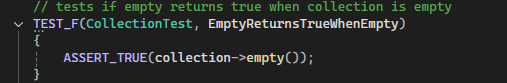 // tests if empty returns true when collection is empty
TEST_F(CollectionTest, EmptyReturnsTrueWhenEmpty)
{
ASSERT_TRUE(collection->empty());
}